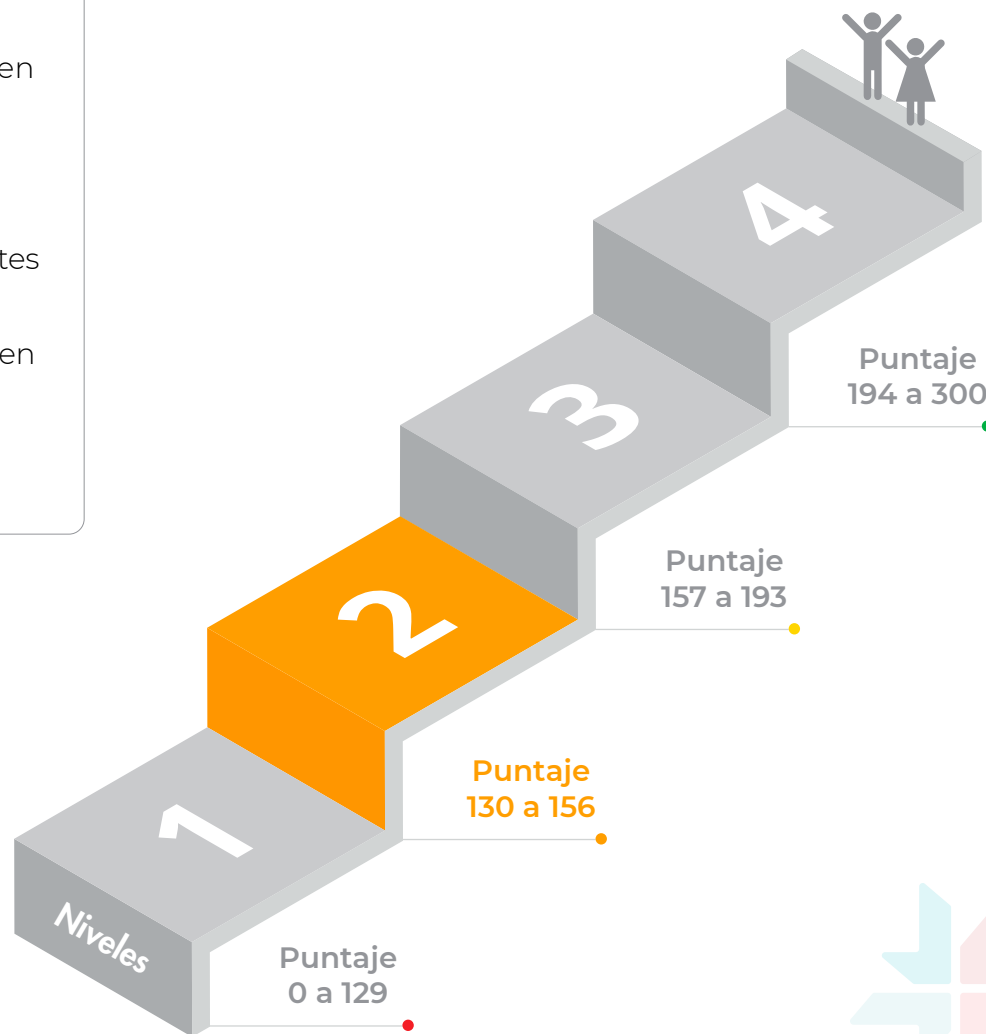 en
tes
en
4
Puntaje
194 a 300
3
Puntaje
157 a 193
2
Puntaje
130 a 156
1
Niveles
Puntaje
0 a 129